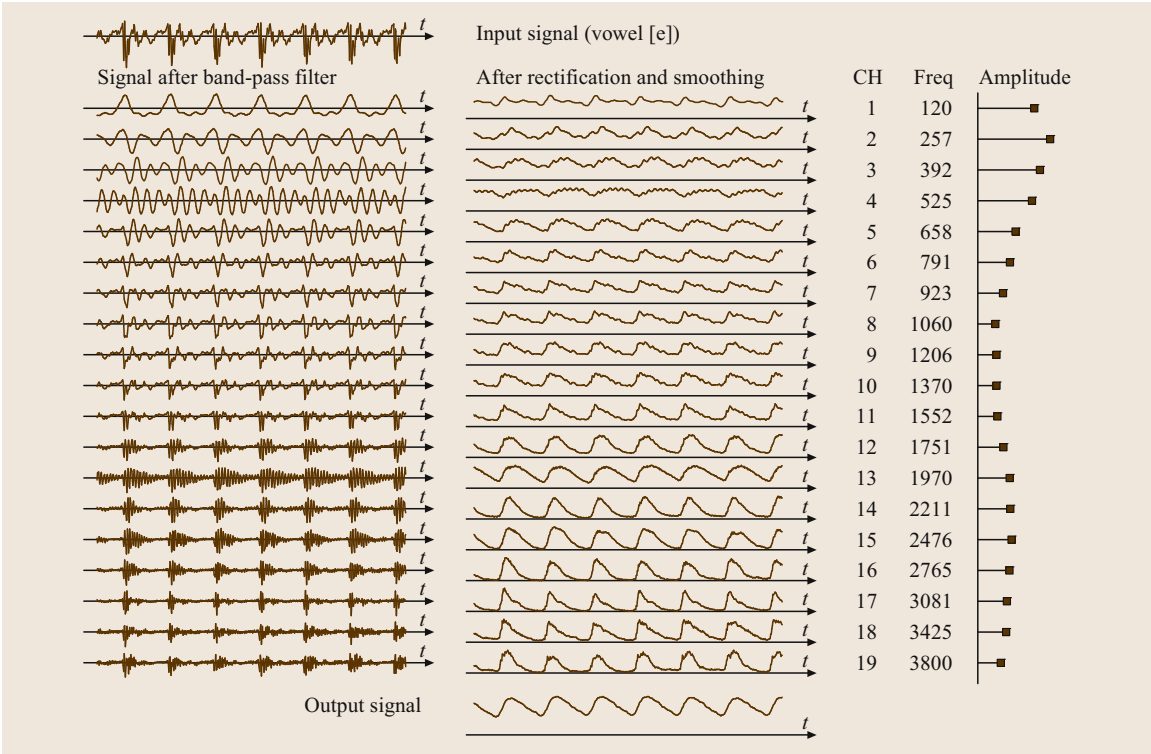 t
Input signal (vowel [e])
Signal after band-pass filter After rectification and smoothing CH Freq Amplitude
t t 1 120
t t 2 257
t t 3 392
t t 4 525
t t 5 658
t t 6 791
t t 7 923
t t 8 1060
t t 9 1206
t t 10 1370
t t 11 1552
t t 12 1751
t t 13 1970
t t 14 2211
t t 15 2476
t t 16 2765
t t 17 3081
t t 18 3425
t t 19 3800
Output signal
t